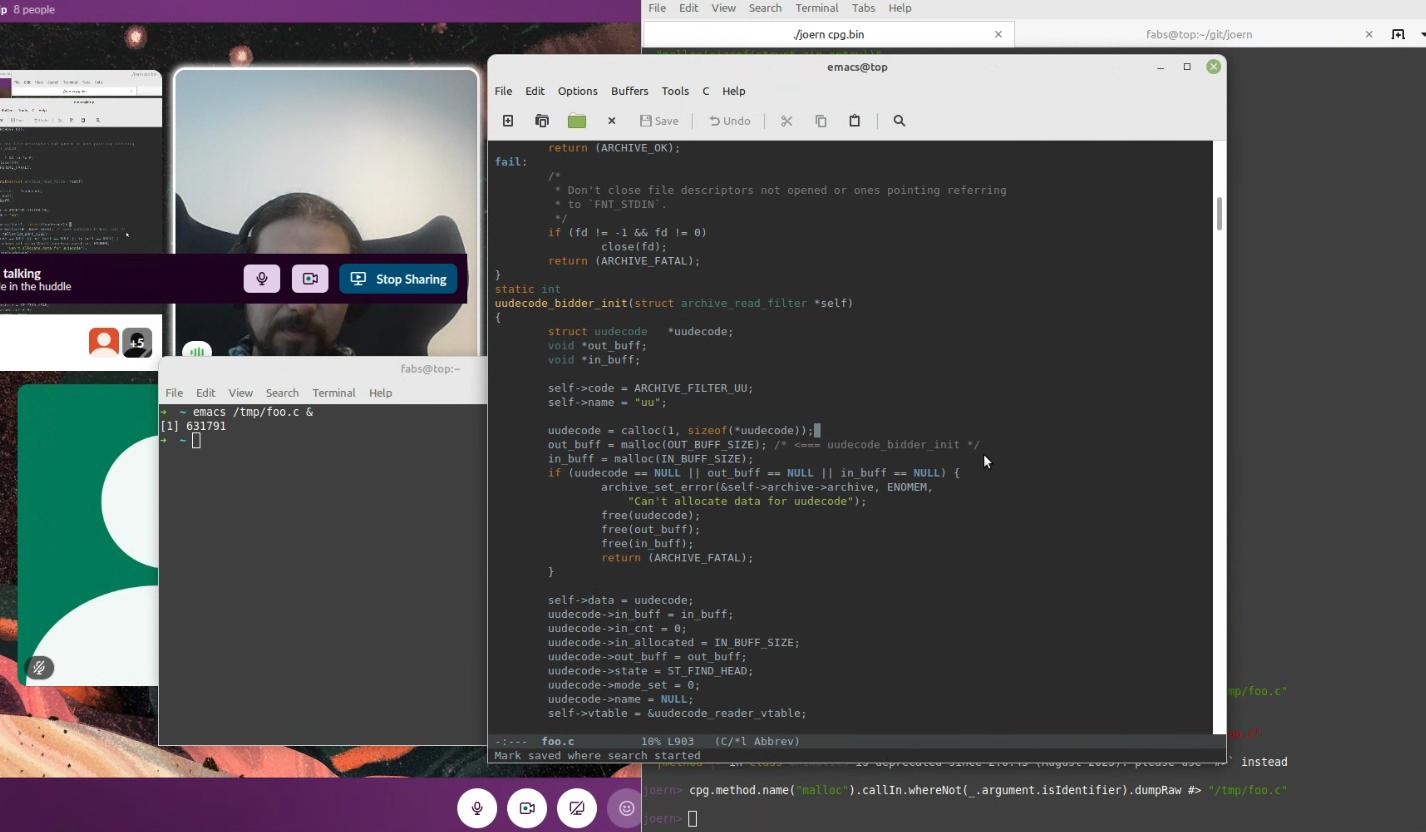 lp 8 people
File Edit View Search Terminal Tabs Help
./joern cpg.bin
fabs@top:~/git/joern
emacs@top
File Edit Options Buffers Tools C Help
Save Undo
        return (ARCHIVE_OK);
fail:
        /*
         * Don't close file descriptors not opened or ones pointing referring
         * to `FNT_STDIN`.
         */
        if (fd != -1 && fd != 0)
                close(fd);
        return (ARCHIVE_FATAL);
}
static int
uudecode_bidder_init(struct archive_read_filter *self)
{
        struct uudecode   *uudecode;
        void *out_buff;
        void *in_buff;
        self->code = ARCHIVE_FILTER_UU;
        self->name = "uu";
        uudecode = calloc(1, sizeof(*uudecode));
        out_buff = malloc(OUT_BUFF_SIZE); /* <=== uudecode_bidder_init */
        in_buff = malloc(IN_BUFF_SIZE);
        if (uudecode == NULL || out_buff == NULL || in_buff == NULL) {
                archive_set_error(&self->archive->archive, ENOMEM,
                    "Can't allocate data for uudecode");
                free(uudecode);
                free(out_buff);
                free(in_buff);
                return (ARCHIVE_FATAL);
        }
        self->data = uudecode;
        uudecode->in_buff = in_buff;
        uudecode->in_cnt = 0;
        uudecode->in_allocated = IN_BUFF_SIZE;
        uudecode->out_buff = out_buff;
        uudecode->state = ST_FIND_HEAD;
        uudecode->mode_set = 0;
        uudecode->name = NULL;
        self->vtable = &uudecode_reader_vtable;
-:--- foo.c 10% L903 (C/*l Abbrev)
Mark saved where search started
talking
e in the huddle
Stop Sharing
+5
fabs@top:~
File Edit View Search Terminal Help
➜ ~ emacs /tmp/foo.c &
[1] 631791
➜ ~
mp/foo.c"
instead
joern> cpg.method.name("malloc").callIn.whereNot(_.argument.isIdentifier).dumpRaw #> "/tmp/foo.c"
joern>